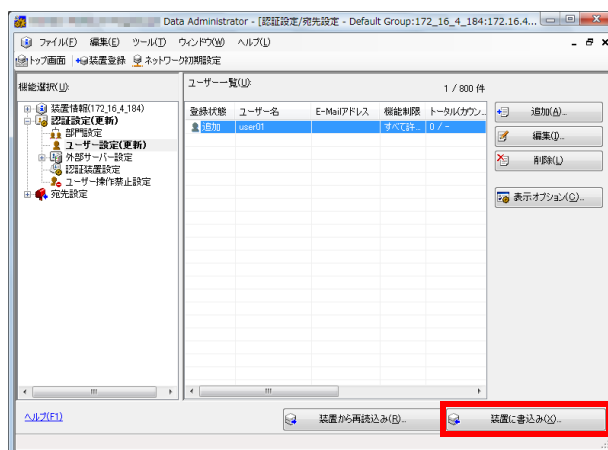 Data Administrator - [認証設定/宛先設定 - Default Group:172_16_4_184:172.16.4...
ファイル(F) 編集(E) ツール(T) ウィンドウ(W) ヘルプ(L)
トップ画面 装置登録 ネットワーク初期設定
機能選択(U):
装置情報(172_16_4_184)
認証設定(更新)
部門設定
ユーザー設定(更新)
外部サーバー設定
認証装置設定
ユーザー操作禁止設定
宛先設定
ユーザー一覧(U):
1 / 800 件
登録状態 ユーザー名 E-Mailアドレス 機能制限 トータル(カウン...
追加 user01 すべて許... 0 / -
追加(A)...
編集(I)...
削除(L)
表示オプション(O)...
ヘルプ(F1)
装置から再読込み(R)...
装置に書込み(X)...